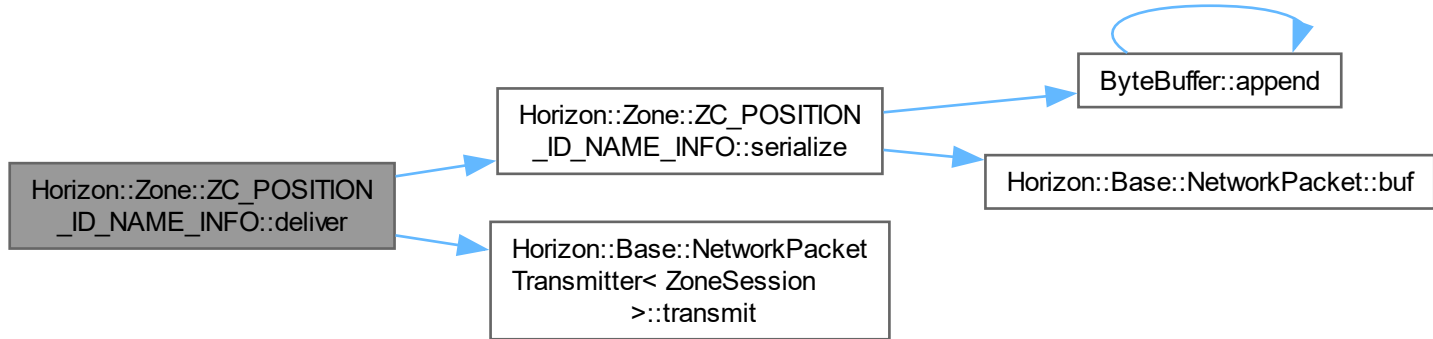 Horizon::Zone::ZC_POSITION
_ID_NAME_INFO::deliver
Horizon::Zone::ZC_POSITION
_ID_NAME_INFO::serialize
ByteBuffer::append
Horizon::Base::NetworkPacket::buf
Horizon::Base::NetworkPacket
Transmitter< ZoneSession
>::transmit